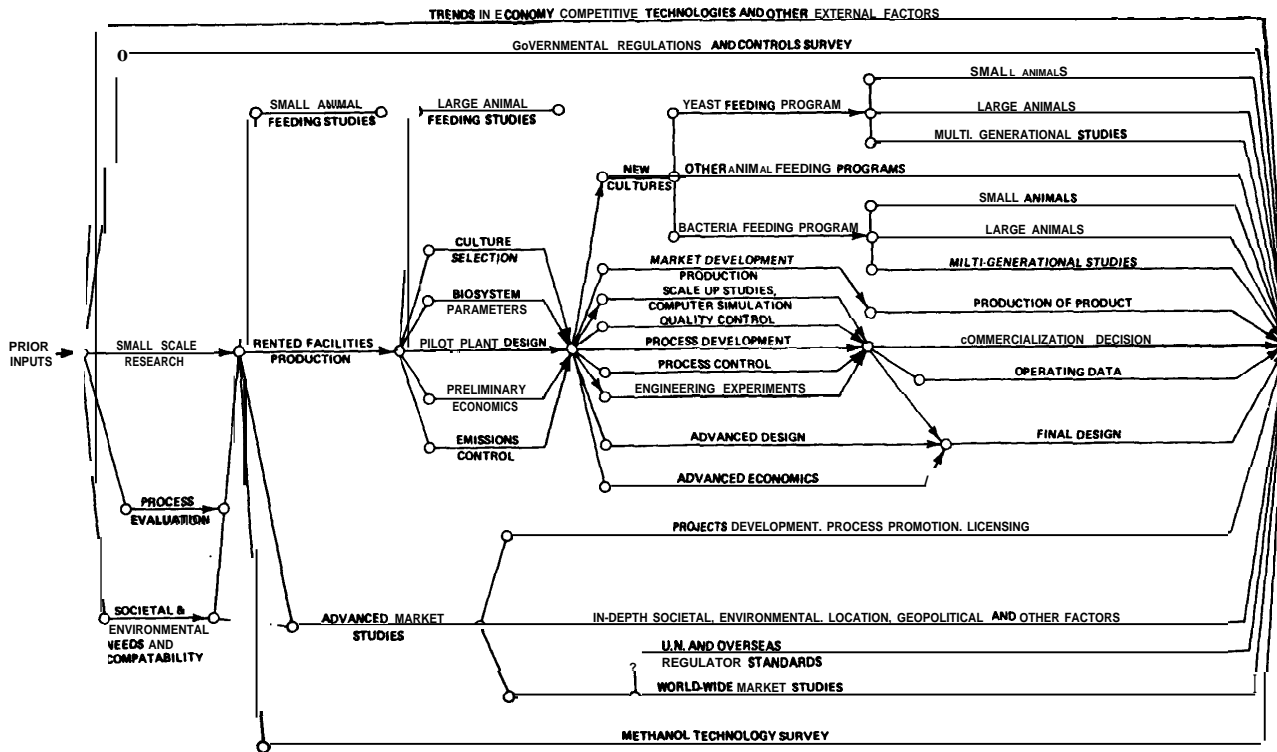 TRENDS IN ECONOMY COMPETITIVE TECHNOLOGIES AND OTHER EXTERNAL FACTORS
GoVERNMENTAL REGULATIONS AND CONTROLS SURVEY
SMALL ANIMALS
SMALL ANIMAL
FEEDING STUDIES
LARGE ANIMAL
FEEDING STUDIES
YEAST FEEDING PROGRAM
LARGE ANIMALS
MULTI. GENERATIONAL STUDIES
NEW
CULTURES
OTHER aNIMaL FEEDING PROGRAMS
SMALL ANIMALS
BACTERIA FEEDING PROGRAM
LARGE ANIMALS
CULTURE
SELECTION
MARKET DEVELOPMENT
PRODUCTION
MILTI-GENERATIONAL STUDIES
BIOSYSTEM
PARAMETERS
SCALE UP STUDIES,
COMPUTER SIMULATION
PRODUCTION OF PRODUCT
QUALITY CONTROL
PRIOR
INPUTS
SMALL SCALE
RESEARCH
RENTED FACILITIES
PRODUCTION
PILOT PLANT DESIGN
PROCESS DEVELOPMENT
cOMMERCIALIZATION DECISION
PROCESS CONTROL
OPERATING DATA
PRELIMINARY
ECONOMICS
ENGINEERING EXPERIMENTS
EMISSIONS
CONTROL
ADVANCED DESIGN
FINAL DESIGN
ADVANCED ECONOMICS
PROCESS
EVALUATION
PROJECTS DEVELOPMENT. PROCESS PROMOTION. LICENSING
SOCIETAL &
ENVIRONMENTAL
NEEDS AND
COMPATABILITY
ADVANCED MARKET
STUDIES
IN-DEPTH SOCIETAL, ENVIRONMENTAL. LOCATION, GEOPOLITICAL AND OTHER FACTORS
U.N. AND OVERSEAS
REGULATOR STANDARDS
?
WORLD-WIDE MARKET STUDIES
METHANOL TECHNOLOGY SURVEY